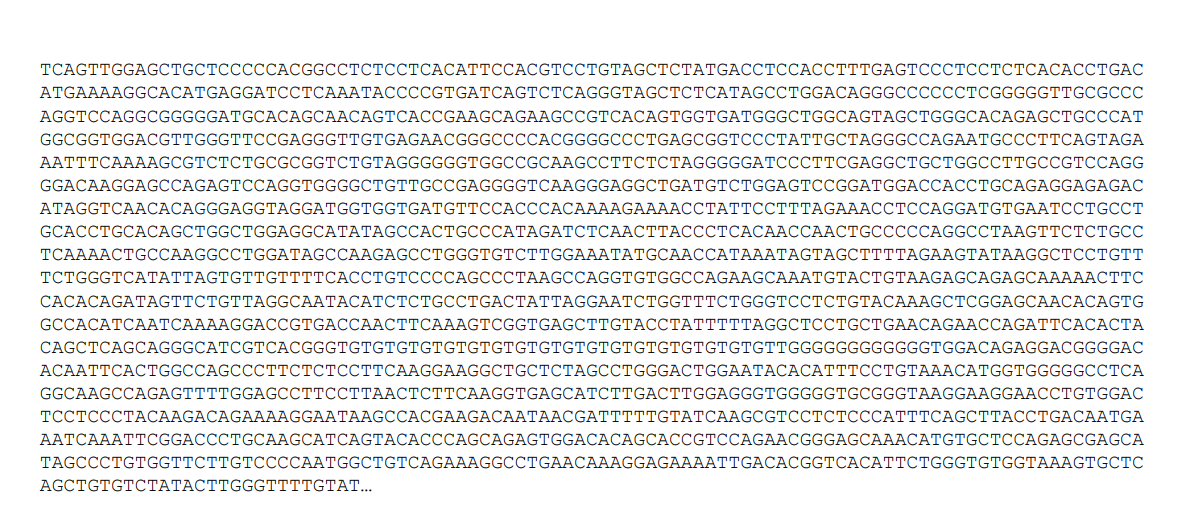 TCAGTTGGAGCTGCTCCCCCACGGCCTCTCCTCACATTCCACGTCCTGTAGCTCTATGACCTCCACCTTTGAGTCCCTCCTCTCACACCTGAC
ATGAAAAGGCACATGAGGATCCTCAAATACCCCGTGATCAGTCTCAGGGTAGCTCTCATAGCCTGGACAGGGCCCCCCTCGGGGGTTGCGCCC
AGGTCCAGGCGGGGGATGCACAGCAACAGTCACCGAAGCAGAAGCCGTCACAGTGGTGATGGGCTGGCAGTAGCTGGGCACAGAGCTGCCCAT
GGCGGTGGACGTTGGGTTCCGAGGGTTGTGAGAACGGGCCCCACGGGGCCCTGAGCGGTCCCTATTGCTAGGGCCAGAATGCCCTTCAGTAGA
AATTTCAAAAGCGTCTCTGCGCGGTCTGTAGGGGGGTGGCCGCAAGCCTTCTCTAGGGGGATCCCTTCGAGGCTGCTGGCCTTGCCGTCCAGG
GGACAAGGAGCCAGAGTCCAGGTGGGGCTGTTGCCGAGGGGTCAAGGGAGGCTGATGTCTGGAGTCCGGATGGACCACCTGCAGAGGAGAGAC
ATAGGTCAACACAGGGAGGTAGGATGGTGGTGATGTTCCACCCACAAAAGAAAACCTATTCCTTTAGAAACCTCCAGGATGTGAATCCTGCCT
GCACCTGCACAGCTGGCTGGAGGCATATAGCCACTGCCCATAGATCTCAACTTACCCTCACAACCAACTGCCCCCAGGCCTAAGTTCTCTGCC
TCAAAACTGCCAAGGCCTGGATAGCCAAGAGCCTGGGTGTCTTGGAAATATGCAACCATAAATAGTAGCTTTTAGAAGTATAAGGCTCCTGTT
TCTGGGTCATATTAGTGTTGTTTTCACCTGTCCCCAGCCCTAAGCCAGGTGTGGCCAGAAGCAAATGTACTGTAAGAGCAGAGCAAAAACTTC
CACACAGATAGTTCTGTTAGGCAATACATCTCTGCCTGACTATTAGGAATCTGGTTTCTGGGTCCTCTGTACAAAGCTCGGAGCAACACAGTG
GCCACATCAATCAAAAGGACCGTGACCAACTTCAAAGTCGGTGAGCTTGTACCTATTTTTAGGCTCCTGCTGAACAGAACCAGATTCACACTA
CAGCTCAGCAGGGCATCGTCACGGGTGTGTGTGTGTGTGTGTGTGTGTGTGTGTGTGTGTGTTGGGGGGGGGGGGTGGACAGAGGACGGGGAC
ACAATTCACTGGCCAGCCCTTCTCTCCTTCAAGGAAGGCTGCTCTAGCCTGGGACTGGAATACACATTTCCTGTAAACATGGTGGGGGCCTCA
GGCAAGCCAGAGTTTTGGAGCCTTCCTTAACTCTTCAAGGTGAGCATCTTGACTTGGAGGGTGGGGGTGCGGGTAAGGAAGGAACCTGTGGAC
TCCTCCCTACAAGACAGAAAAGGAATAAGCCACGAAGACAATAACGATTTTTGTATCAAGCGTCCTCTCCCATTTCAGCTTACCTGACAATGA
AATCAAATTCGGACCCTGCAAGCATCAGTACACCCAGCAGAGTGGACACAGCACCGTCCAGAACGGGAGCAAACATGTGCTCCAGAGCGAGCA
TAGCCCTGTGGTTCTTGTCCCCAATGGCTGTCAGAAAGGCCTGAACAAAGGAGAAAATTGACACGGTCACATTCTGGGTGTGGTAAAGTGCTC
AGCTGTGTCTATACTTGGGTTTTGTAT…